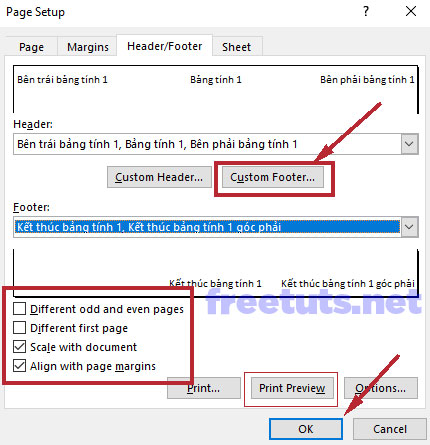 Page Setup
Page Margins Header/Footer Sheet
Bên trái bảng tính 1 Bảng tính 1 Bên phải bảng tính 1
Header:
Bên trái bảng tính 1, Bảng tính 1, Bên phải bảng tính 1
Custom Header... Custom Footer...
Footer:
Kết thúc bảng tính 1, Kết thúc bảng tính 1 góc phải
Kết thúc bảng tính 1 Kết thúc bảng tính 1 góc phải
freetuts.net
Different odd and even pages
Different first page
Scale with document
Align with page margins
Print... Print Preview Options...
OK Cancel